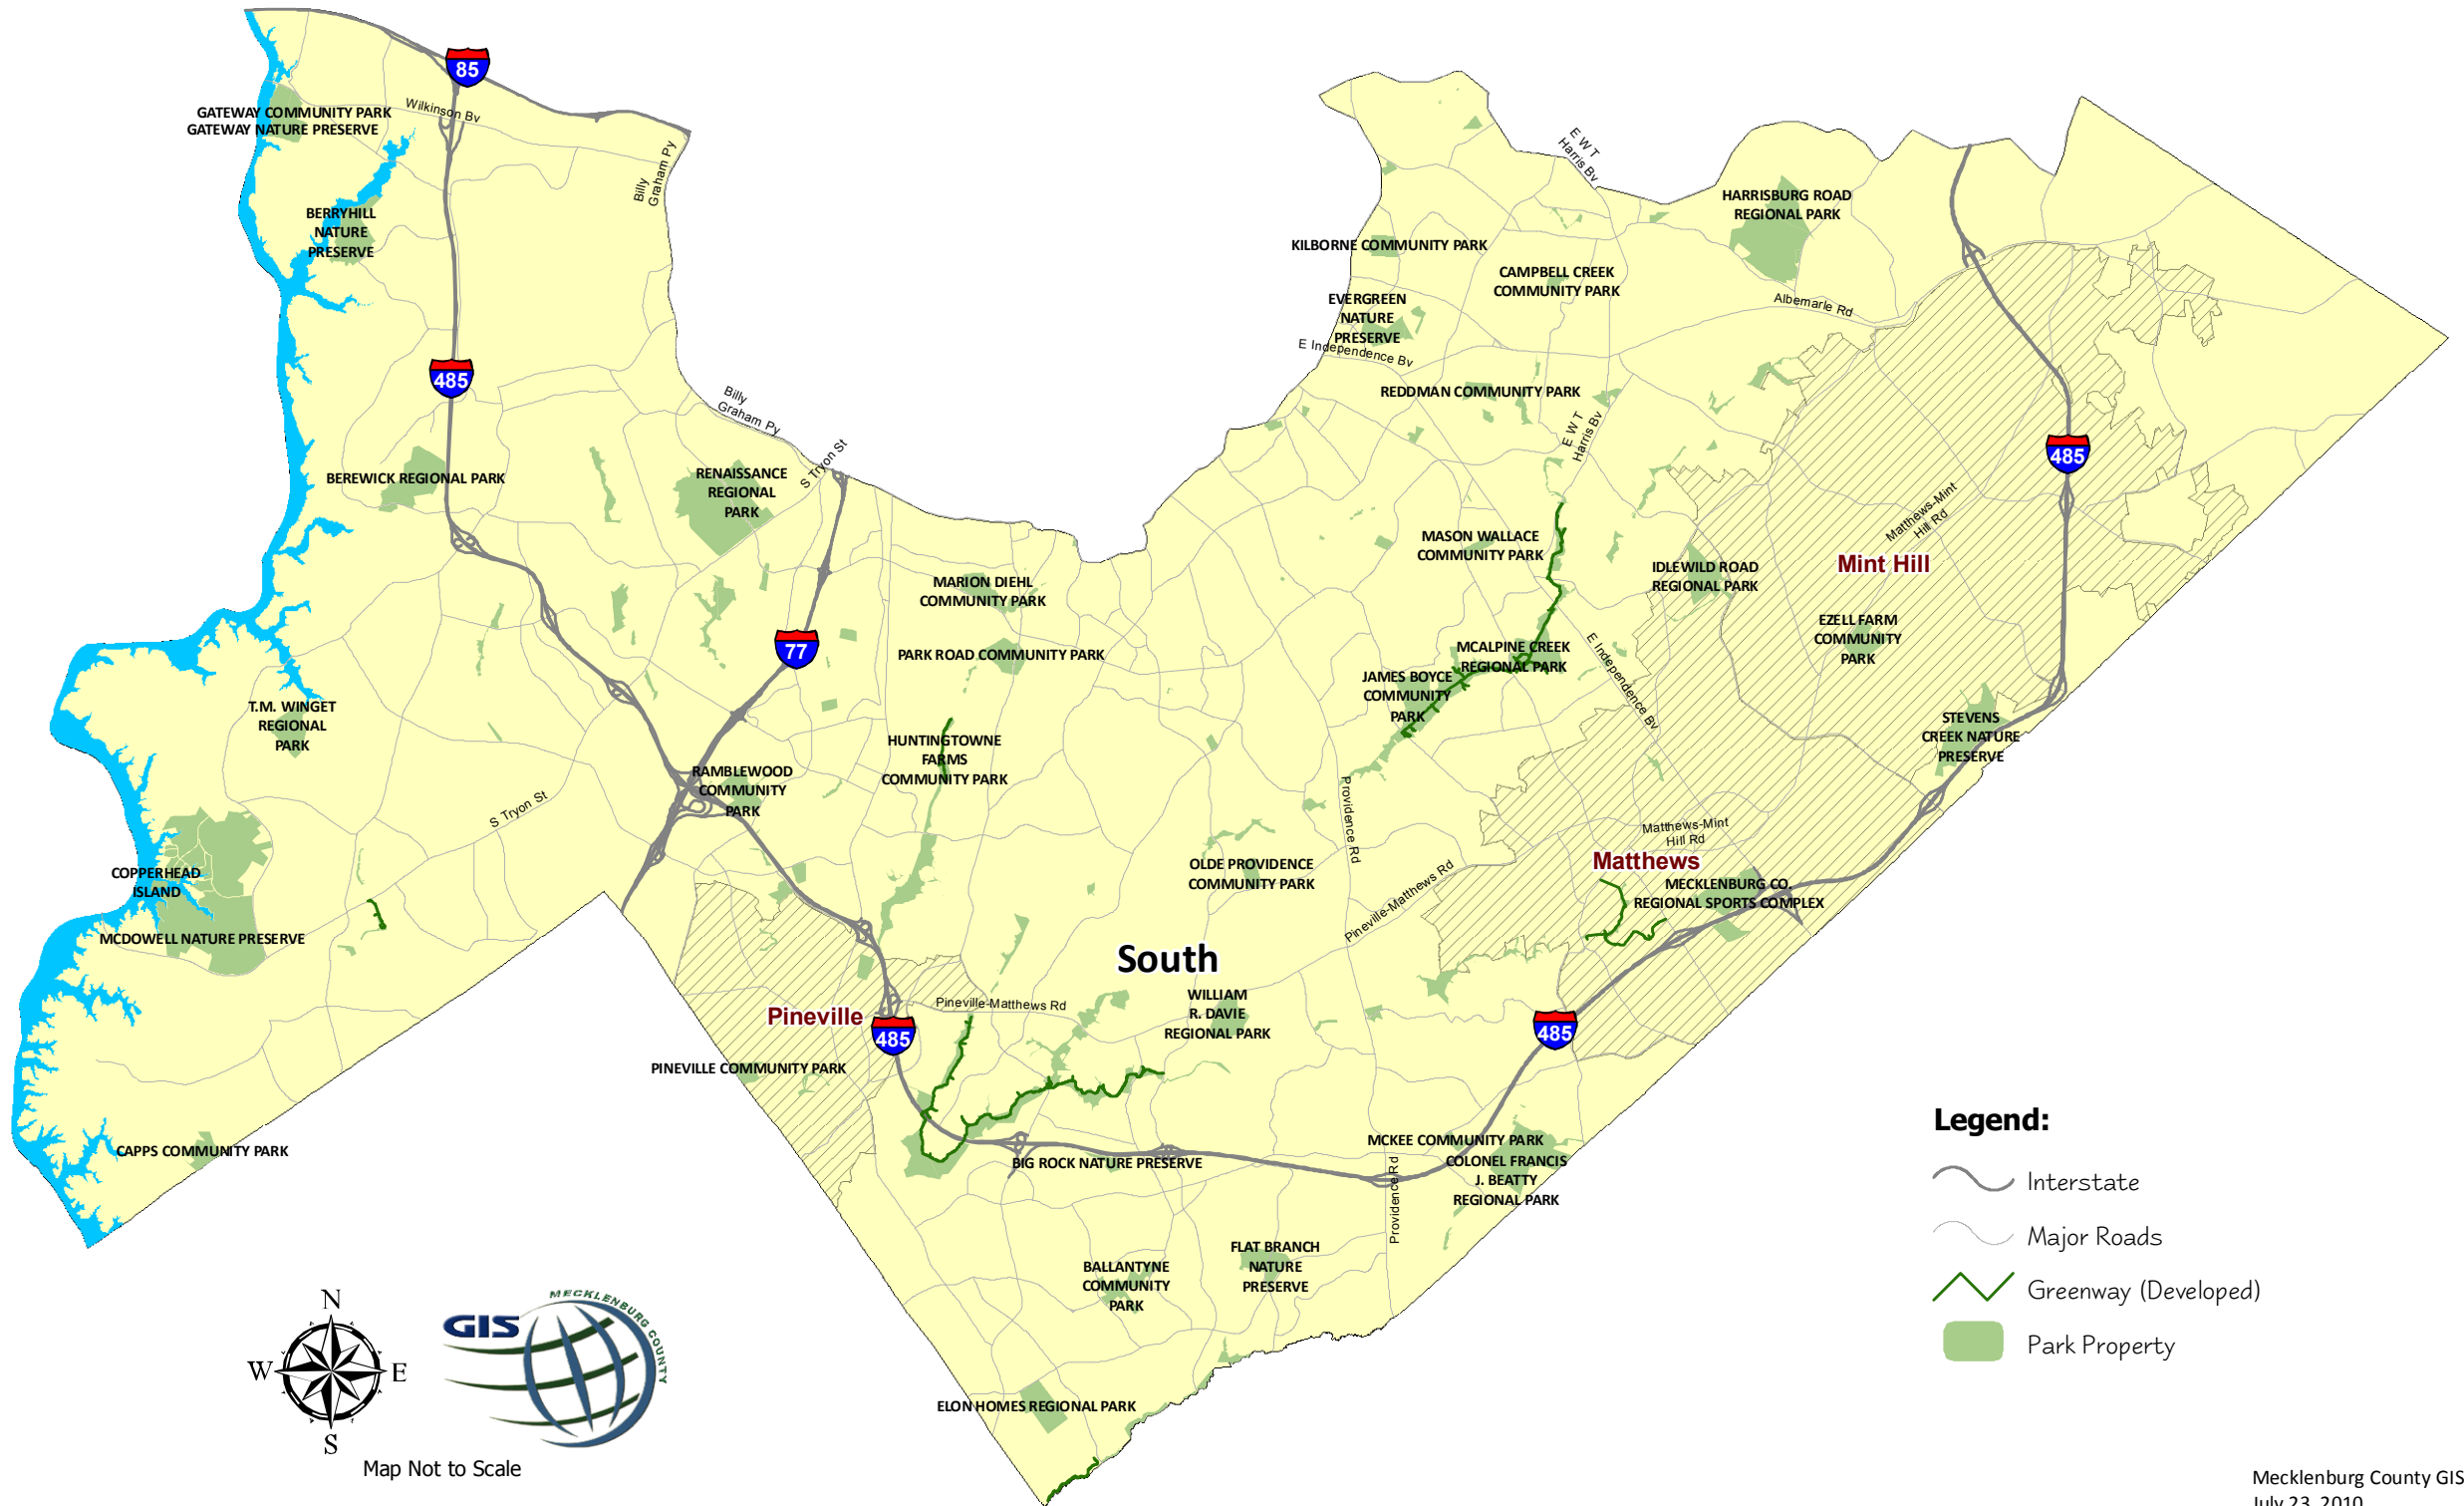 85
GATEWAY COMMUNITY PARK
GATEWAY NATURE PRESERVE
Wilkinson Bv
Billy
Graham Py
BERRYHILL
NATURE
PRESERVE
485
Billy
Graham Py
S Tryon St
BEREWICK REGIONAL PARK
RENAISSANCE
REGIONAL
PARK
E W T
Harris Bv
HARRISBURG ROAD
REGIONAL PARK
KILBORNE COMMUNITY PARK
CAMPBELL CREEK
COMMUNITY PARK
EVERGREEN
NATURE
PRESERVE
Albemarle Rd
E Independence Bv
REDDMAN COMMUNITY PARK
E W T
Harris Bv
485
Matthews-Mint
Hill Rd
MASON WALLACE
COMMUNITY PARK
IDLEWILD ROAD
REGIONAL PARK
Mint Hill
MARION DIEHL
COMMUNITY PARK
77
PARK ROAD COMMUNITY PARK
EZELL FARM
COMMUNITY
PARK
MCALPINE CREEK
REGIONAL PARK
E Independence Bv
JAMES BOYCE
COMMUNITY
PARK
T.M. WINGET
REGIONAL
PARK
STEVENS
CREEK NATURE
PRESERVE
HUNTINGTOWNE
FARMS
COMMUNITY PARK
RAMBLEWOOD
COMMUNITY
PARK
S Tryon St
Providence Rd
Matthews-Mint
Hill Rd
Matthews
COPPERHEAD
ISLAND
OLDE PROVIDENCE
COMMUNITY PARK
Pineville-Matthews Rd
MECKLENBURG CO.
REGIONAL SPORTS COMPLEX
MCDOWELL NATURE PRESERVE
South
Pineville
Pineville-Matthews Rd
WILLIAM
R. DAVIE
REGIONAL PARK
485
485
PINEVILLE COMMUNITY PARK
CAPPS COMMUNITY PARK
BIG ROCK NATURE PRESERVE
MCKEE COMMUNITY PARK
COLONEL FRANCIS
J. BEATTY
REGIONAL PARK
Providence Rd
FLAT BRANCH
NATURE
PRESERVE
BALLANTYNE
COMMUNITY
PARK
ELON HOMES REGIONAL PARK
Legend:
Interstate
Major Roads
Greenway (Developed)
Park Property
N
W
E
S
GIS
MECKLENBURG COUNTY
Map Not to Scale
Mecklenburg County GIS
July 23, 2010